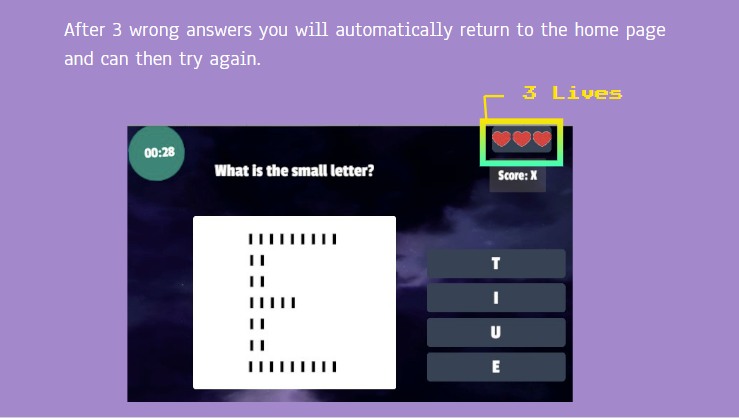 After 3 wrong answers you will automatically return to the home page
and can then try again.
3 Lives
00:28
What is the small letter?
Score: X
I I I I I I I I I
I I
I I
I I I I I
I I
I I
I I I I I I I I I
T
I
U
E